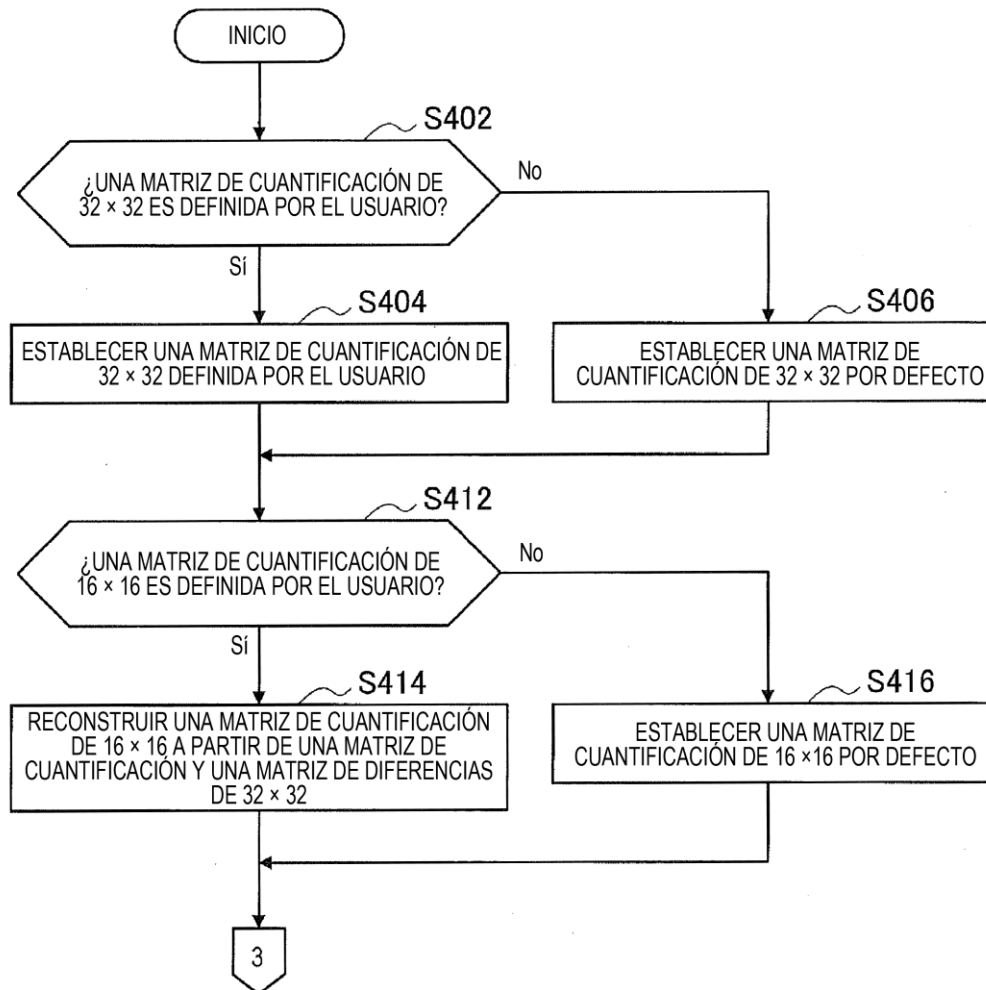 INICIO
S402
¿UNA MATRIZ DE CUANTIFICACIÓN DE
32 × 32 ES DEFINIDA POR EL USUARIO?
No
Sí
S404
ESTABLECER UNA MATRIZ DE CUANTIFICACIÓN DE
32 × 32 DEFINIDA POR EL USUARIO
S406
ESTABLECER UNA MATRIZ DE
CUANTIFICACIÓN DE 32 × 32 POR DEFECTO
S412
¿UNA MATRIZ DE CUANTIFICACIÓN DE
16 × 16 ES DEFINIDA POR EL USUARIO?
No
Sí
S414
RECONSTRUIR UNA MATRIZ DE CUANTIFICACIÓN
DE 16 × 16 A PARTIR DE UNA MATRIZ DE
CUANTIFICACIÓN Y UNA MATRIZ DE DIFERENCIAS
DE 32 × 32
S416
ESTABLECER UNA MATRIZ DE
CUANTIFICACIÓN DE 16 ×16 POR DEFECTO
3